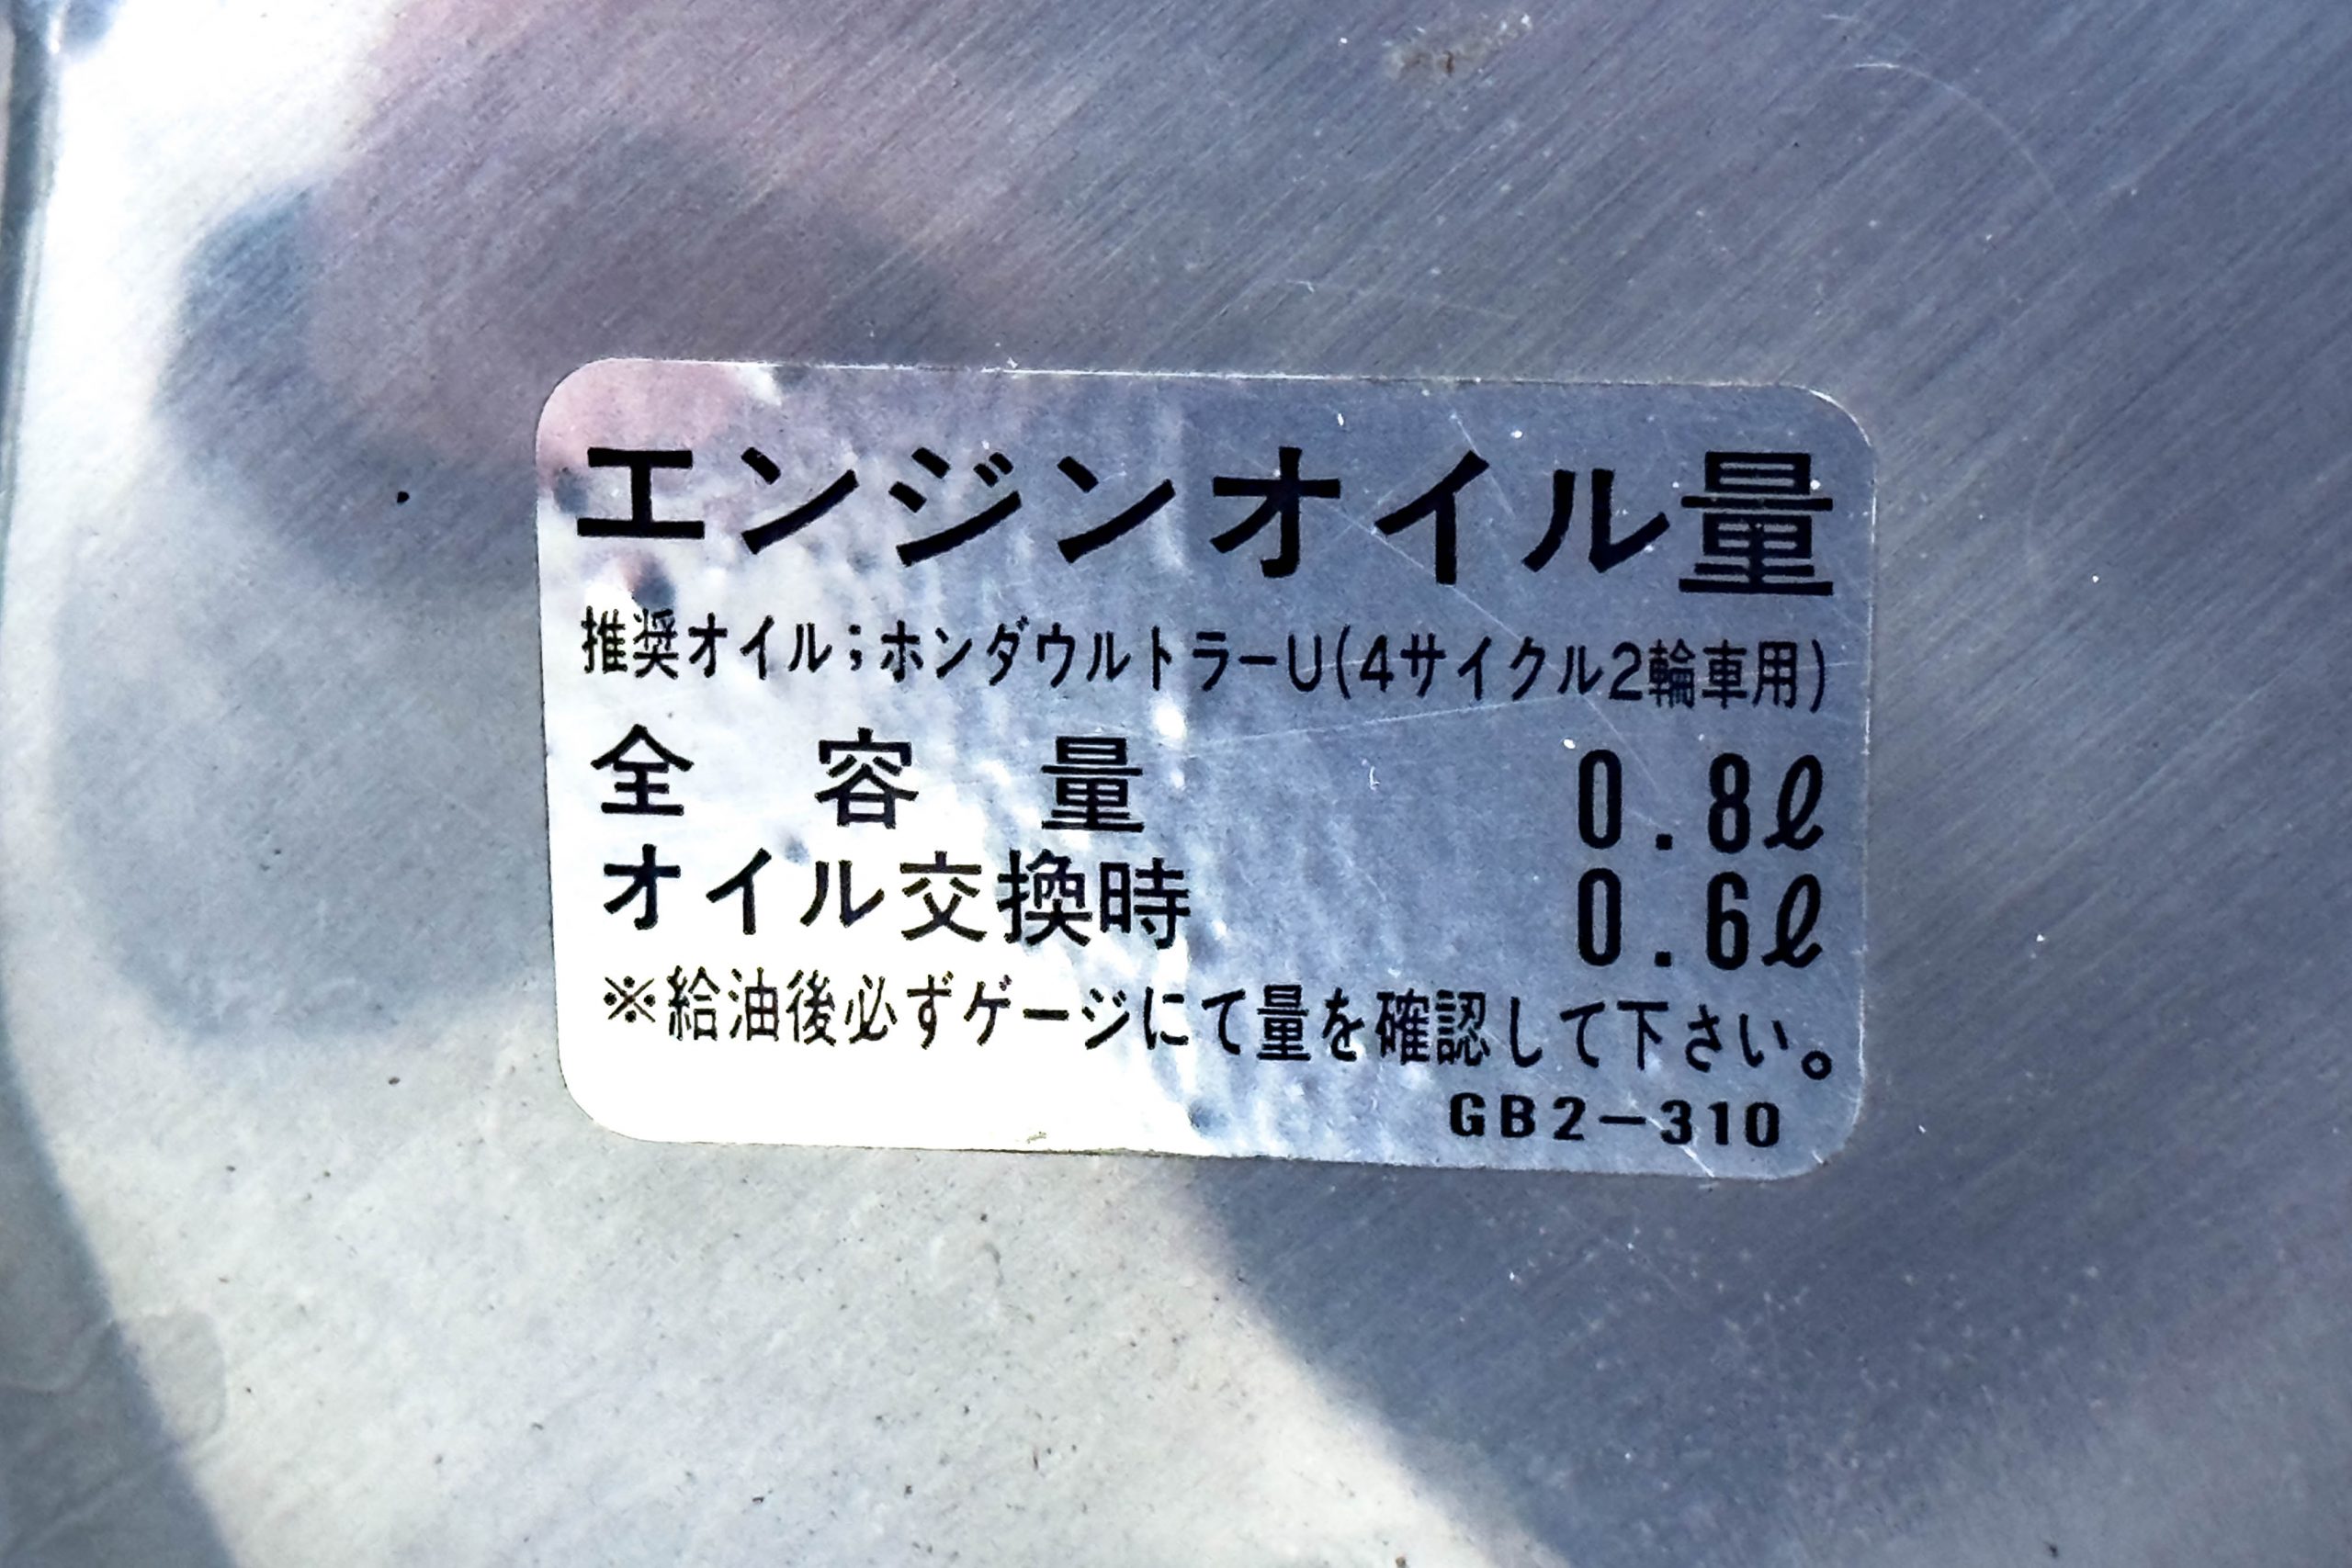 エンジンオイル量
推奨オイル;ホンダウルトラーU(4サイクル2輪車用)
全容量 0.8ℓ
オイル交換時 0.6ℓ
※給油後必ずゲージにて量を確認して下さい。
GB2-310